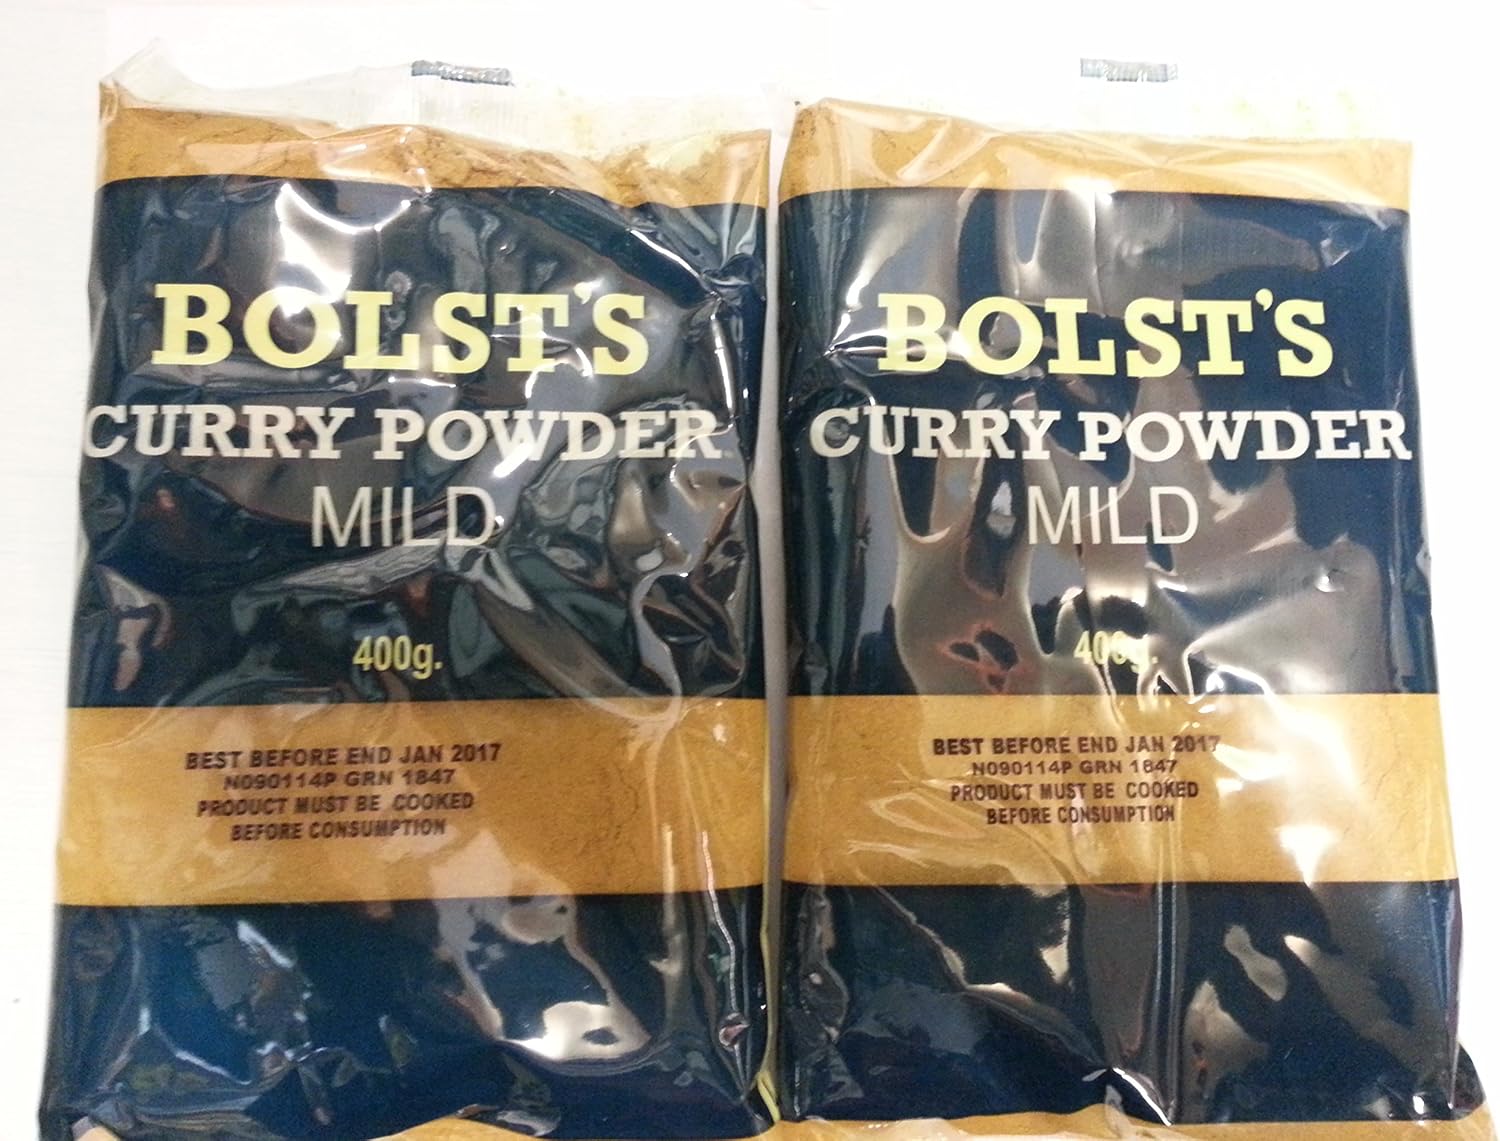 BOLST'S
CURRY POWDER
MILD
400g.
BEST BEFORE END JAN 2017
N090114P GRN 1847
PRODUCT MUST BE COOKED
BEFORE CONSUMPTION
BOLST'S
CURRY POWDER
MILD
400g.
BEST BEFORE END JAN 2017
N090114P GRN 1847
PRODUCT MUST BE COOKED
BEFORE CONSUMPTION